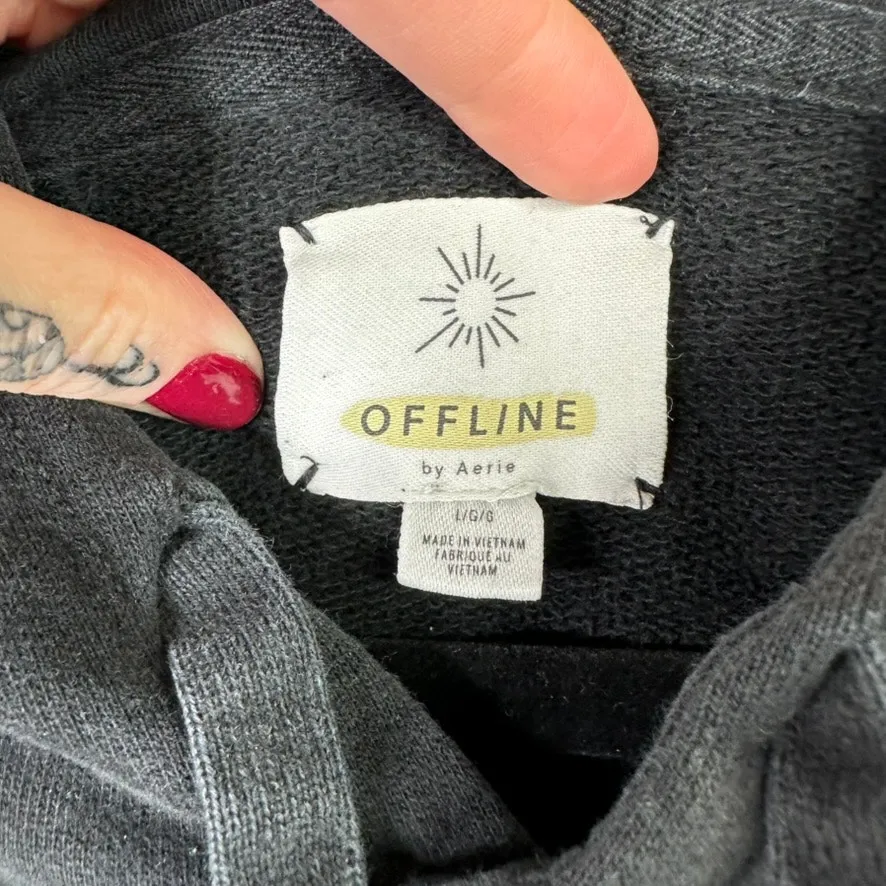 OFFLINE
by Aerie
L/G/G
MADE IN VIETNAM
FABRIQUÉ AU
VIETNAM